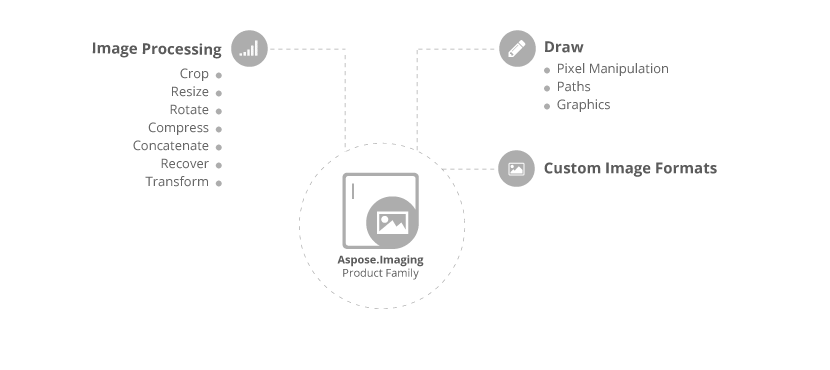 Image Processing
Crop
Resize
Rotate
Compress
Concatenate
Recover
Transform
Draw
Pixel Manipulation
Paths
Graphics
Custom Image Formats
Aspose.Imaging
Product Family